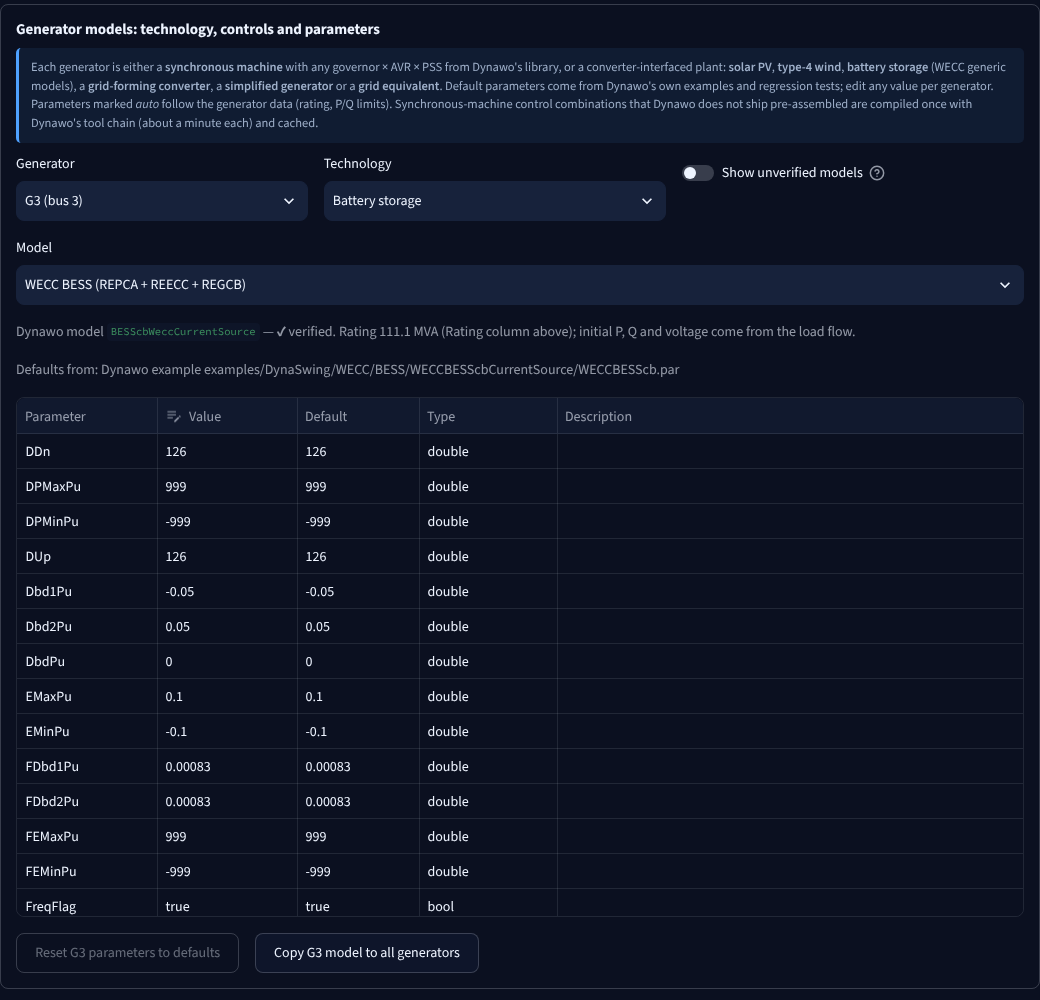 Generator models: technology, controls and parameters
Each generator is either a synchronous machine with any governor × AVR × PSS from Dynawo's library, or a converter-interfaced plant: solar PV, type-4 wind, battery storage (WECC generic
models), a grid-forming converter, a simplified generator or a grid equivalent. Default parameters come from Dynawo's own examples and regression tests; edit any value per generator.
Parameters marked auto follow the generator data (rating, P/Q limits). Synchronous-machine control combinations that Dynawo does not ship pre-assembled are compiled once with
Dynawo's tool chain (about a minute each) and cached.
Generator
Technology
Show unverified models
G3 (bus 3)
Battery storage
Model
WECC BESS (REPCA + REECC + REGCB)
Dynawo model BESScbWeccCurrentSource — ✓ verified. Rating 111.1 MVA (Rating column above); initial P, Q and voltage come from the load flow.
Defaults from: Dynawo example examples/DynaSwing/WECC/BESS/WECCBESScbCurrentSource/WECCBESScb.par
Parameter Value Default Type Description
DDn 126 126 double
DPMaxPu 999 999 double
DPMinPu -999 -999 double
DUp 126 126 double
Dbd1Pu -0.05 -0.05 double
Dbd2Pu 0.05 0.05 double
DbdPu 0 0 double
EMaxPu 0.1 0.1 double
EMinPu -0.1 -0.1 double
FDbd1Pu 0.00083 0.00083 double
FDbd2Pu 0.00083 0.00083 double
FEMaxPu 999 999 double
FEMinPu -999 -999 double
FreqFlag true true bool
Reset G3 parameters to defaults
Copy G3 model to all generators